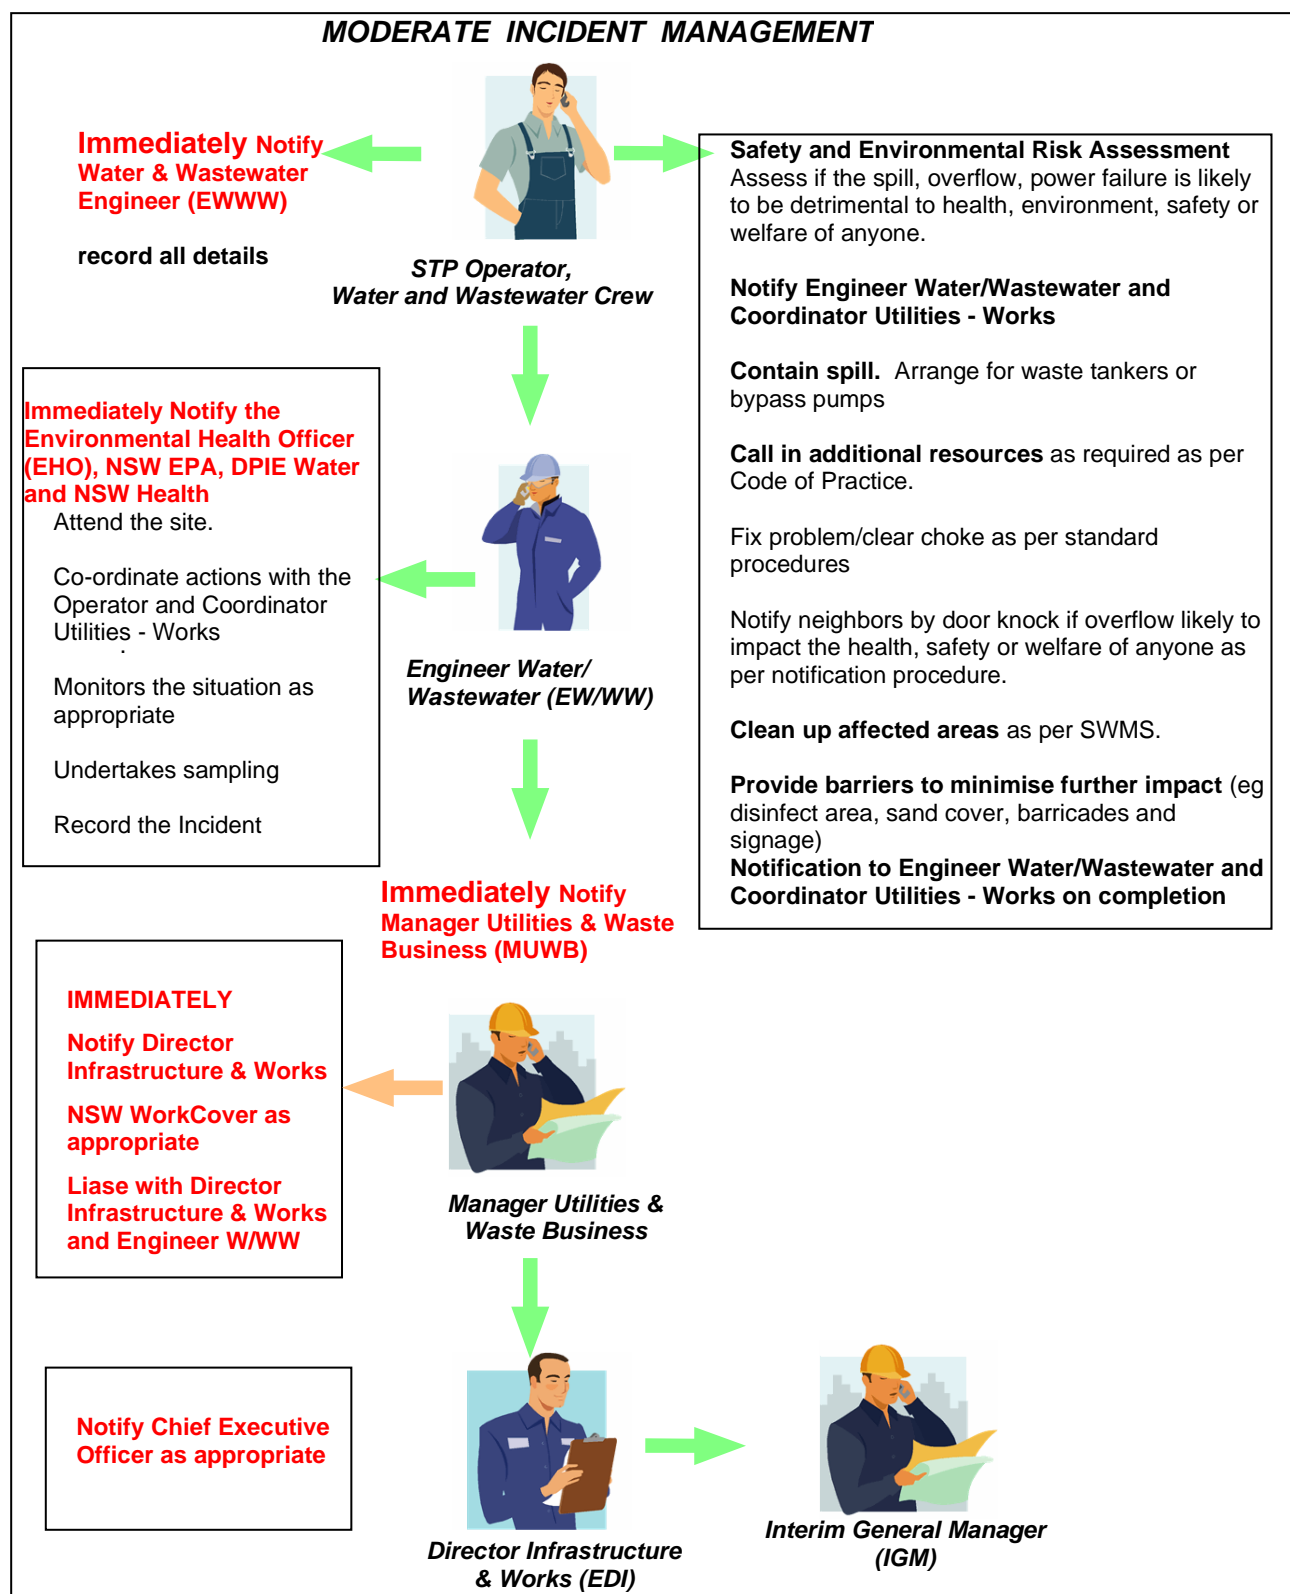 MODERATE INCIDENT MANAGEMENT
Immediately Notify
Water & Wastewater
Engineer (EWWW)
record all details
STP Operator,
Water and Wastewater Crew
Safety and Environmental Risk Assessment
Assess if the spill, overflow, power failure is likely
to be detrimental to health, environment, safety or
welfare of anyone.
Notify Engineer Water/Wastewater and
Coordinator Utilities - Works
Contain spill. Arrange for waste tankers or
bypass pumps
Call in additional resources as required as per
Code of Practice.
Fix problem/clear choke as per standard
procedures
Notify neighbors by door knock if overflow likely to
impact the health, safety or welfare of anyone as
per notification procedure.
Clean up affected areas as per SWMS.
Provide barriers to minimise further impact (eg
disinfect area, sand cover, barricades and
signage)
Notification to Engineer Water/Wastewater and
Coordinator Utilities - Works on completion
Immediately Notify the
Environmental Health Officer
(EHO), NSW EPA, DPIE Water
and NSW Health
Attend the site.
Co-ordinate actions with the
Operator and Coordinator
Utilities - Works
Monitors the situation as
appropriate
Undertakes sampling
Record the Incident
Engineer Water/
Wastewater (EW/WW)
Immediately Notify
Manager Utilities & Waste
Business (MUWB)
IMMEDIATELY
Notify Director
Infrastructure & Works
NSW WorkCover as
appropriate
Liase with Director
Infrastructure & Works
and Engineer W/WW
Manager Utilities &
Waste Business
Notify Chief Executive
Officer as appropriate
Director Infrastructure
& Works (EDI)
Interim General Manager
(IGM)